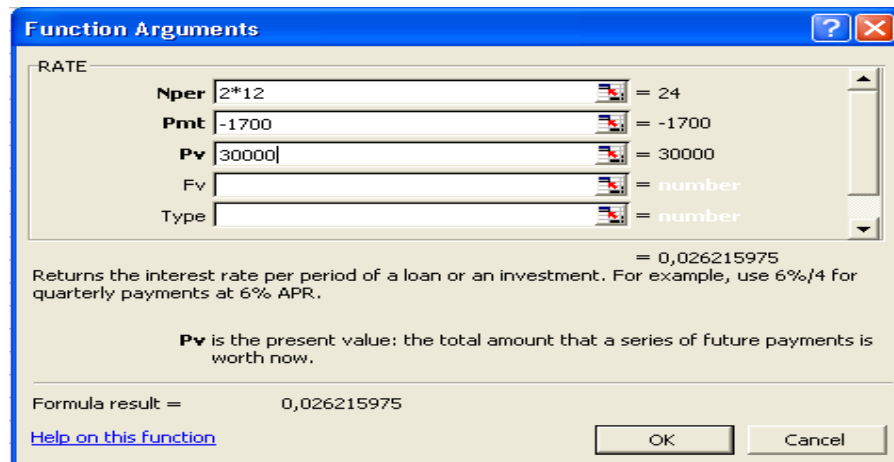 Function Arguments
RATE
Nper 2*12 = 24
Pmt -1700 = -1700
Pv 30000 = 30000
Fv = number
Type = number
= 0,026215975
Returns the interest rate per period of a loan or an investment. For example, use 6%/4 for
quarterly payments at 6% APR.
Pv is the present value: the total amount that a series of future payments is
worth now.
Formula result = 0,026215975
Help on this function OK Cancel